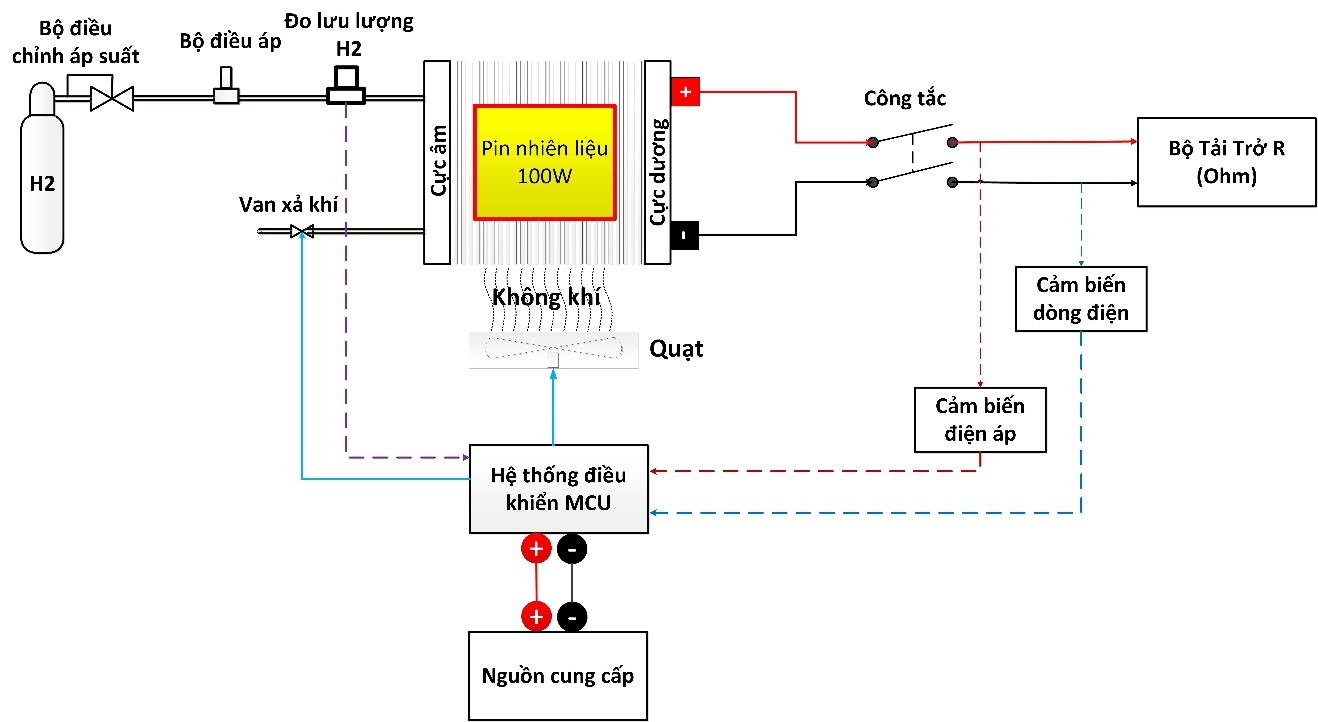 Bộ điều
chỉnh áp suất
Bộ điều áp
Đo lưu lượng
H2
H2
Cực âm
Pin nhiên liệu
100W
Cực dương
+
-
Công tắc
Bộ Tải Trở R
(Ohm)
Van xả khí
Không khí
Quạt
Cảm biến
dòng điện
Cảm biến
điện áp
Hệ thống điều
khiển MCU
+ -
+ -
Nguồn cung cấp